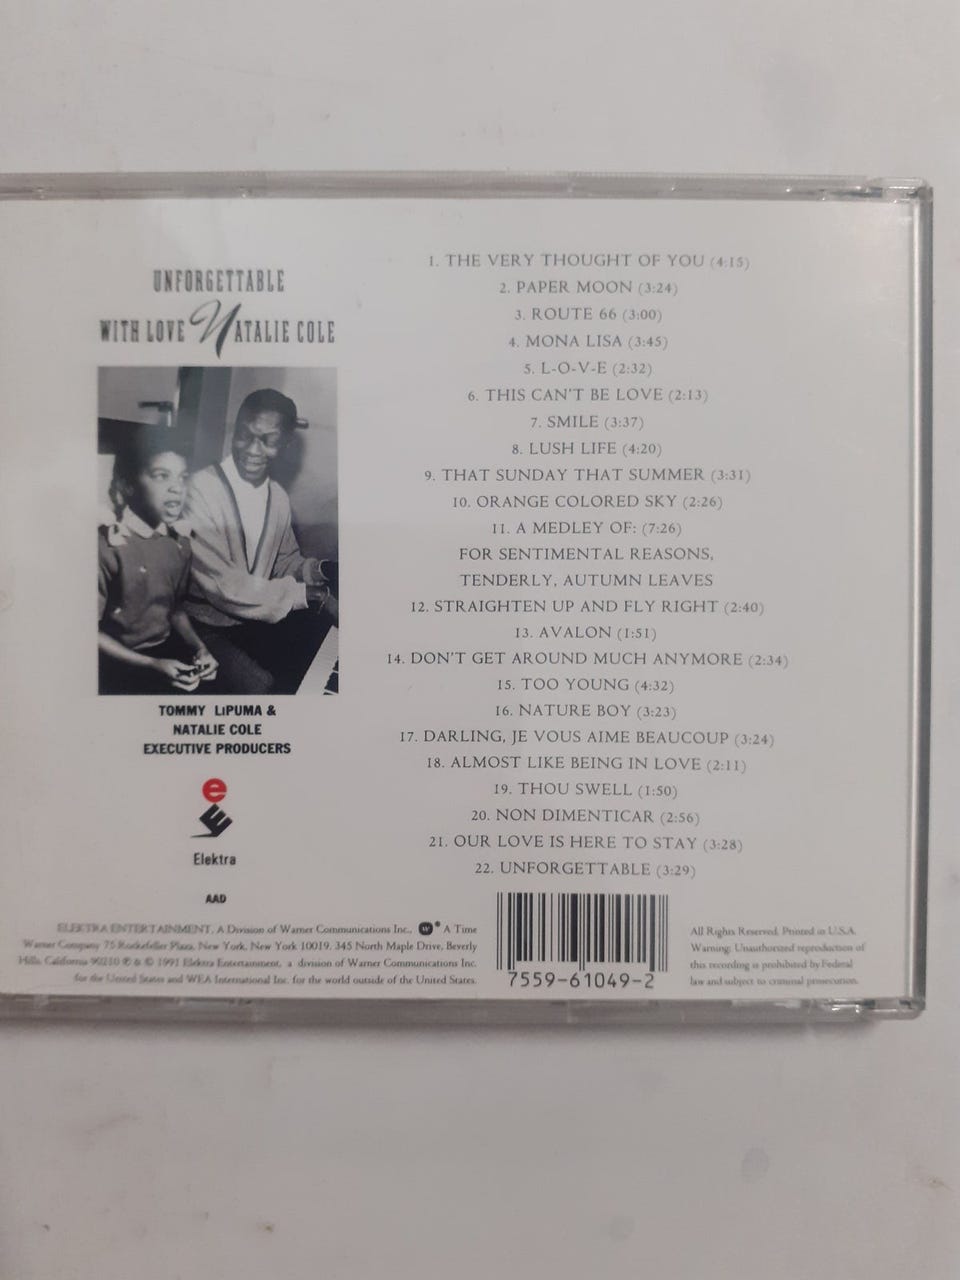 UNFORGETTABLE
WITH LOVE NATALIE COLE
TOMMY LiPUMA &
NATALIE COLE
EXECUTIVE PRODUCERS
e
Elektra
AAD
1. THE VERY THOUGHT OF YOU (4:15)
2. PAPER MOON (3:24)
3. ROUTE 66 (3:00)
4. MONA LISA (3:45)
5. L-O-V-E (2:32)
6. THIS CAN'T BE LOVE (2:13)
7. SMILE (3:37)
8. LUSH LIFE (4:20)
9. THAT SUNDAY THAT SUMMER (3:31)
10. ORANGE COLORED SKY (2:26)
11. A MEDLEY OF: (7:26)
FOR SENTIMENTAL REASONS,
TENDERLY, AUTUMN LEAVES
12. STRAIGHTEN UP AND FLY RIGHT (2:40)
13. AVALON (1:51)
14. DON'T GET AROUND MUCH ANYMORE (2:34)
15. TOO YOUNG (4:32)
16. NATURE BOY (3:23)
17. DARLING, JE VOUS AIME BEAUCOUP (3:24)
18. ALMOST LIKE BEING IN LOVE (2:11)
19. THOU SWELL (1:50)
20. NON DIMENTICAR (2:56)
21. OUR LOVE IS HERE TO STAY (3:28)
22. UNFORGETTABLE (3:29)
ELEKTRA ENTERTAINMENT, A Division of Warner Communications Inc., ® A Time
Warner Company 75 Rockefeller Plaza, New York, New York 10019. 345 North Maple Drive, Beverly
Hills, California 90210 ℗ & © 1991 Elektra Entertainment, a division of Warner Communications Inc.
for the United States and WEA International Inc. for the world outside of the United States.
7559-61049-2
All Rights Reserved. Printed in U.S.A.
Warning: Unauthorized reproduction of
this recording is prohibited by Federal
law and subject to criminal prosecution.